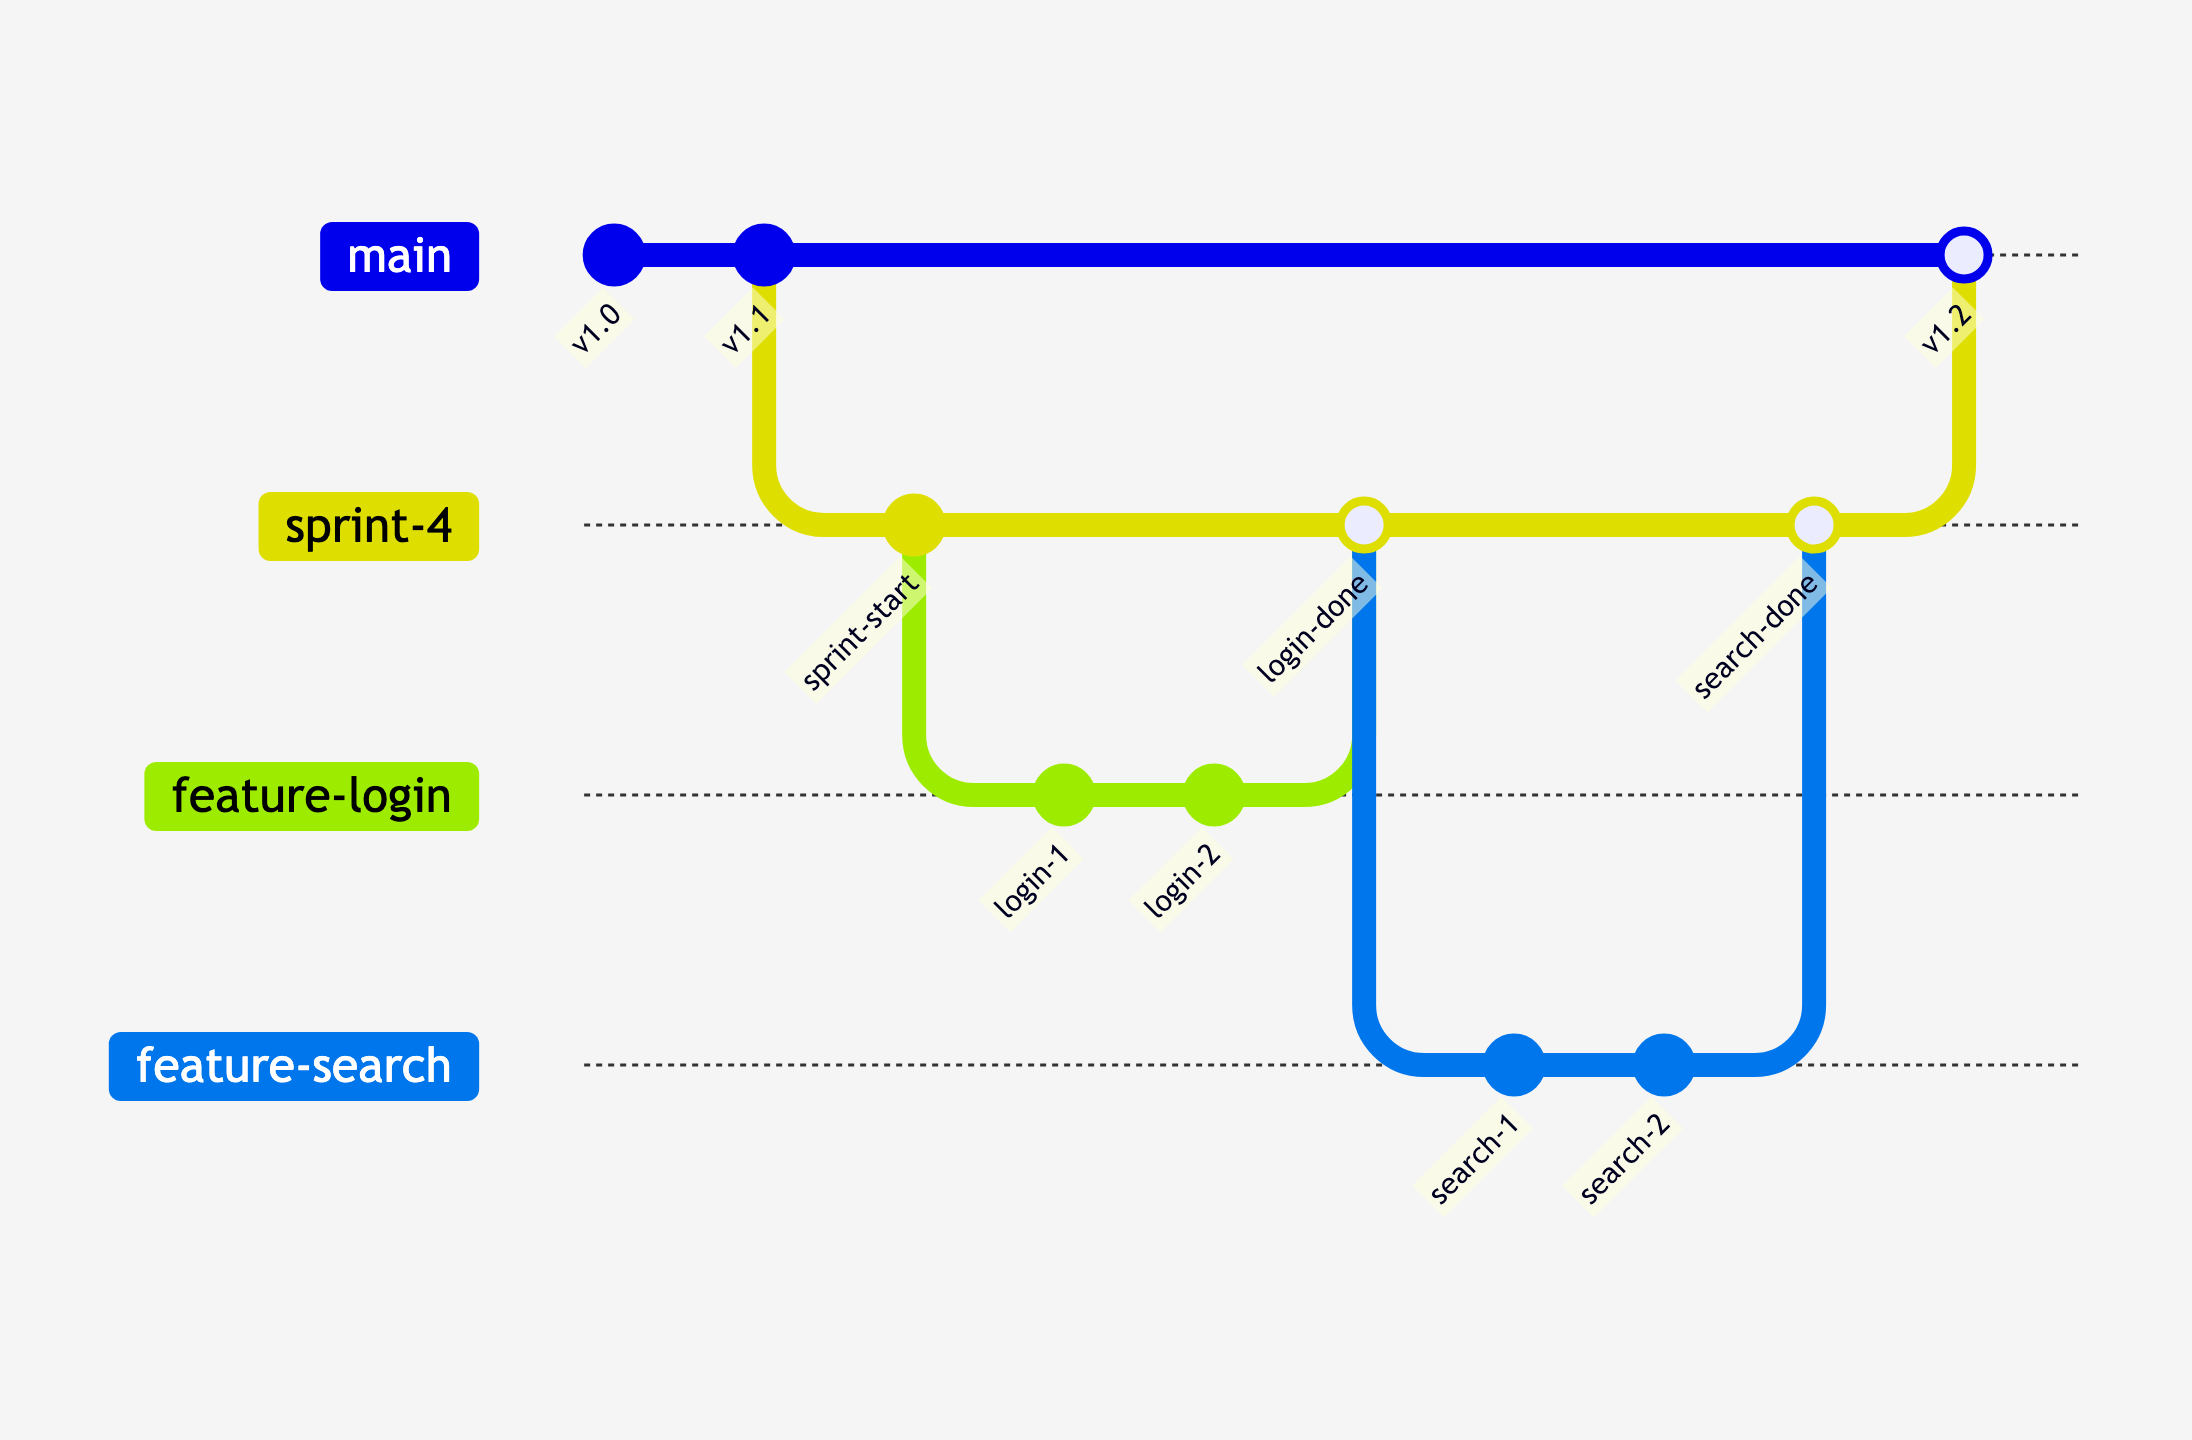 main
v1.0
v1.1
v1.2
sprint-4
sprint-start
login-done
search-done
feature-login
login-1
login-2
feature-search
search-1
search-2